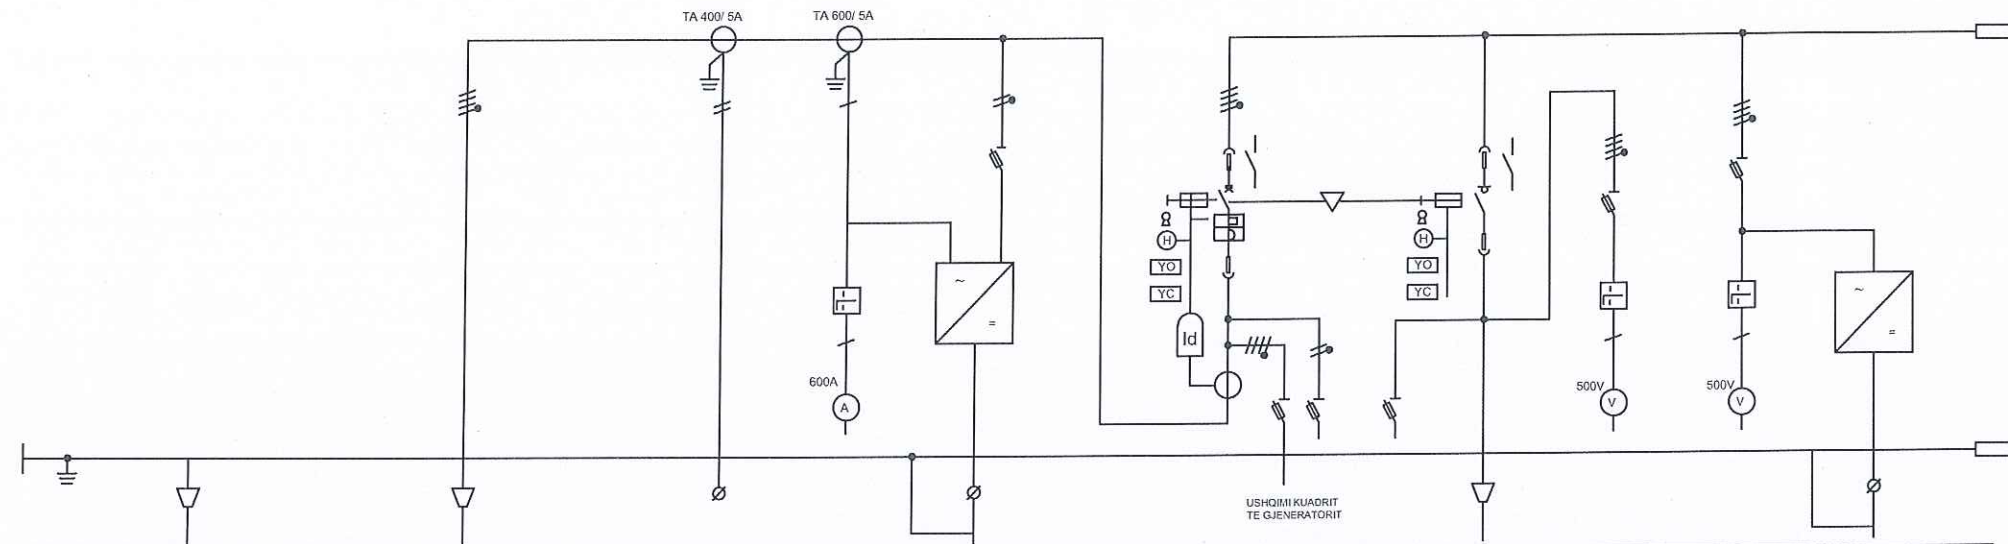 TA 400/ 5A
TA 600/ 5A
H
YO
YC
Id
H
YO
YC
~
=
~
=
600A
A
500V
V
500V
V
USHQIMI KUADRIT
TE GJENERATORIT